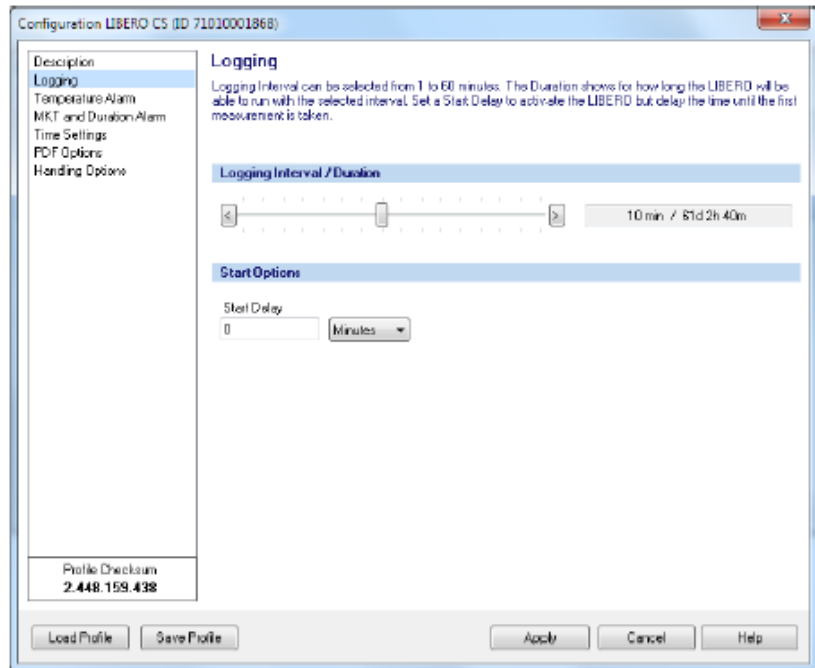 Configuration LIBERO CS (ID 71010001868)
Description
Logging
Temperature Alarm
MKT and Duration Alarm
Time Settings
PDF Options
Handling Options
Profile Checksum
2.448.159.438
Logging
Logging Interval can be selected from 1 to 60 minutes. The Duration shows for how long the LIBERO will be
able to run with the selected interval. Set a Start Delay to activate the LIBERO but delay the time until the first
measurement is taken.
Logging Interval / Duration
< >
10 min / 61d 2h 40m
Start Options
Start Delay
0 Minutes
Load Profile Save Profile Apply Cancel Help